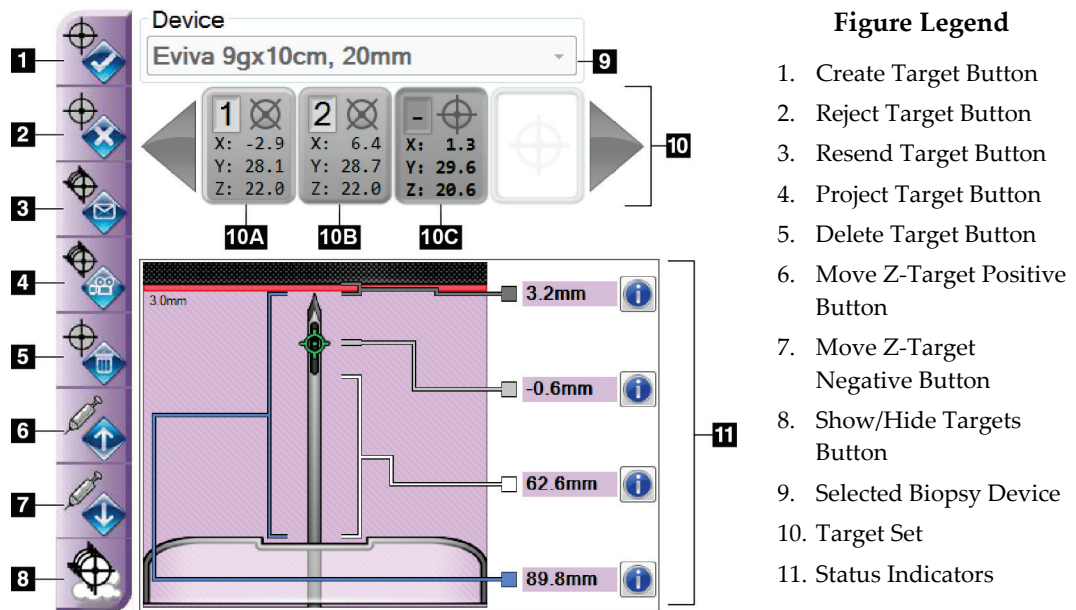 Device
Eviva 9gx10cm, 20mm
1
2
3
4
5
6
7
8
9
10
1
X: -2.9
Y: 28.1
Z: 22.0
2
X: 6.4
Y: 28.7
Z: 22.0
-
X: 1.3
Y: 29.6
Z: 20.6
10A
10B
10C
3.0mm
3.2mm
-0.6mm
62.6mm
89.8mm
11
Figure Legend
1. Create Target Button
2. Reject Target Button
3. Resend Target Button
4. Project Target Button
5. Delete Target Button
6. Move Z-Target Positive
Button
7. Move Z-Target
Negative Button
8. Show/Hide Targets
Button
9. Selected Biopsy Device
10. Target Set
11. Status Indicators